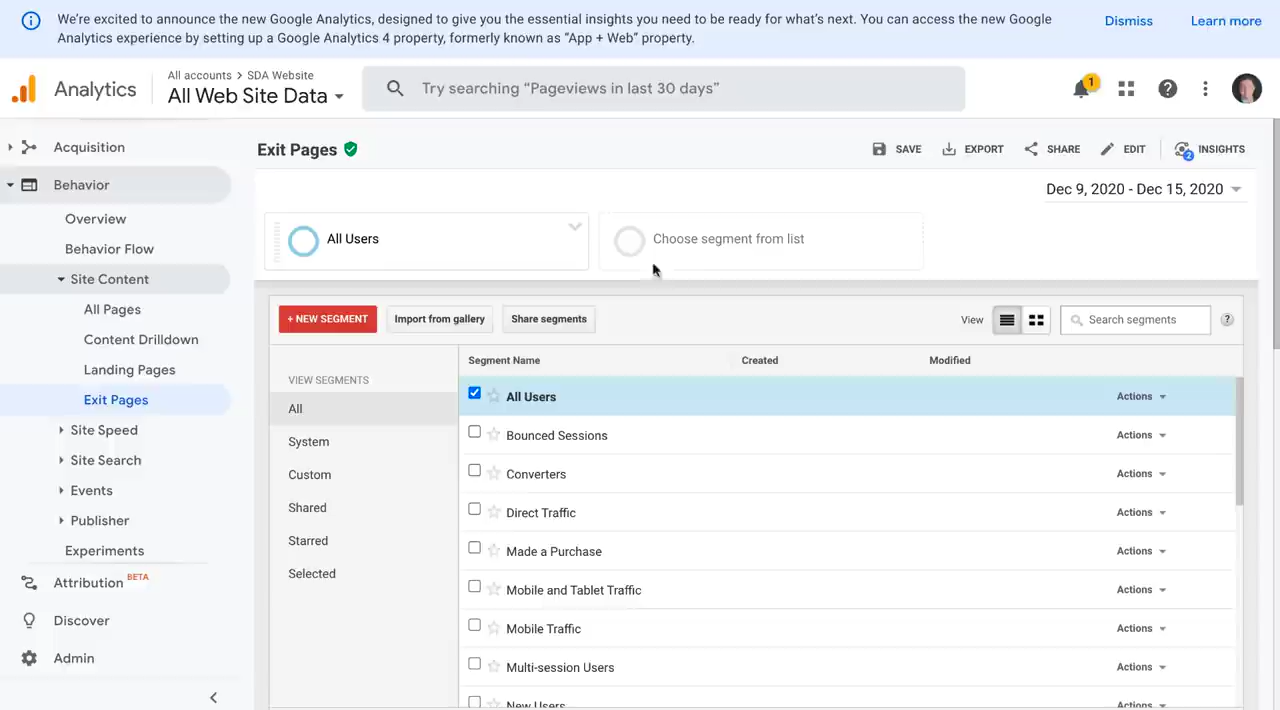 We're excited to announce the new Google Analytics, designed to give you the essential insights you need to be ready for what's next. You can access the new Google
Analytics experience by setting up a Google Analytics 4 property, formerly known as "App + Web" property.
Dismiss
Learn more
Analytics
All accounts > SDA Website
All Web Site Data
Try searching "Pageviews in last 30 days"
1
Acquisition
Behavior
Overview
Behavior Flow
Site Content
All Pages
Content Drilldown
Landing Pages
Exit Pages
Site Speed
Site Search
Events
Publisher
Experiments
Attribution BETA
Discover
Admin
Exit Pages
SAVE
EXPORT
SHARE
EDIT
2
INSIGHTS
Dec 9, 2020 - Dec 15, 2020
All Users
Choose segment from list
+ NEW SEGMENT
Import from gallery
Share segments
View
Search segments
?
VIEW SEGMENTS
All
System
Custom
Shared
Starred
Selected
Segment Name Created Modified
All Users Actions
Bounced Sessions Actions
Converters Actions
Direct Traffic Actions
Made a Purchase Actions
Mobile and Tablet Traffic Actions
Mobile Traffic Actions
Multi-session Users Actions
New Users Actions